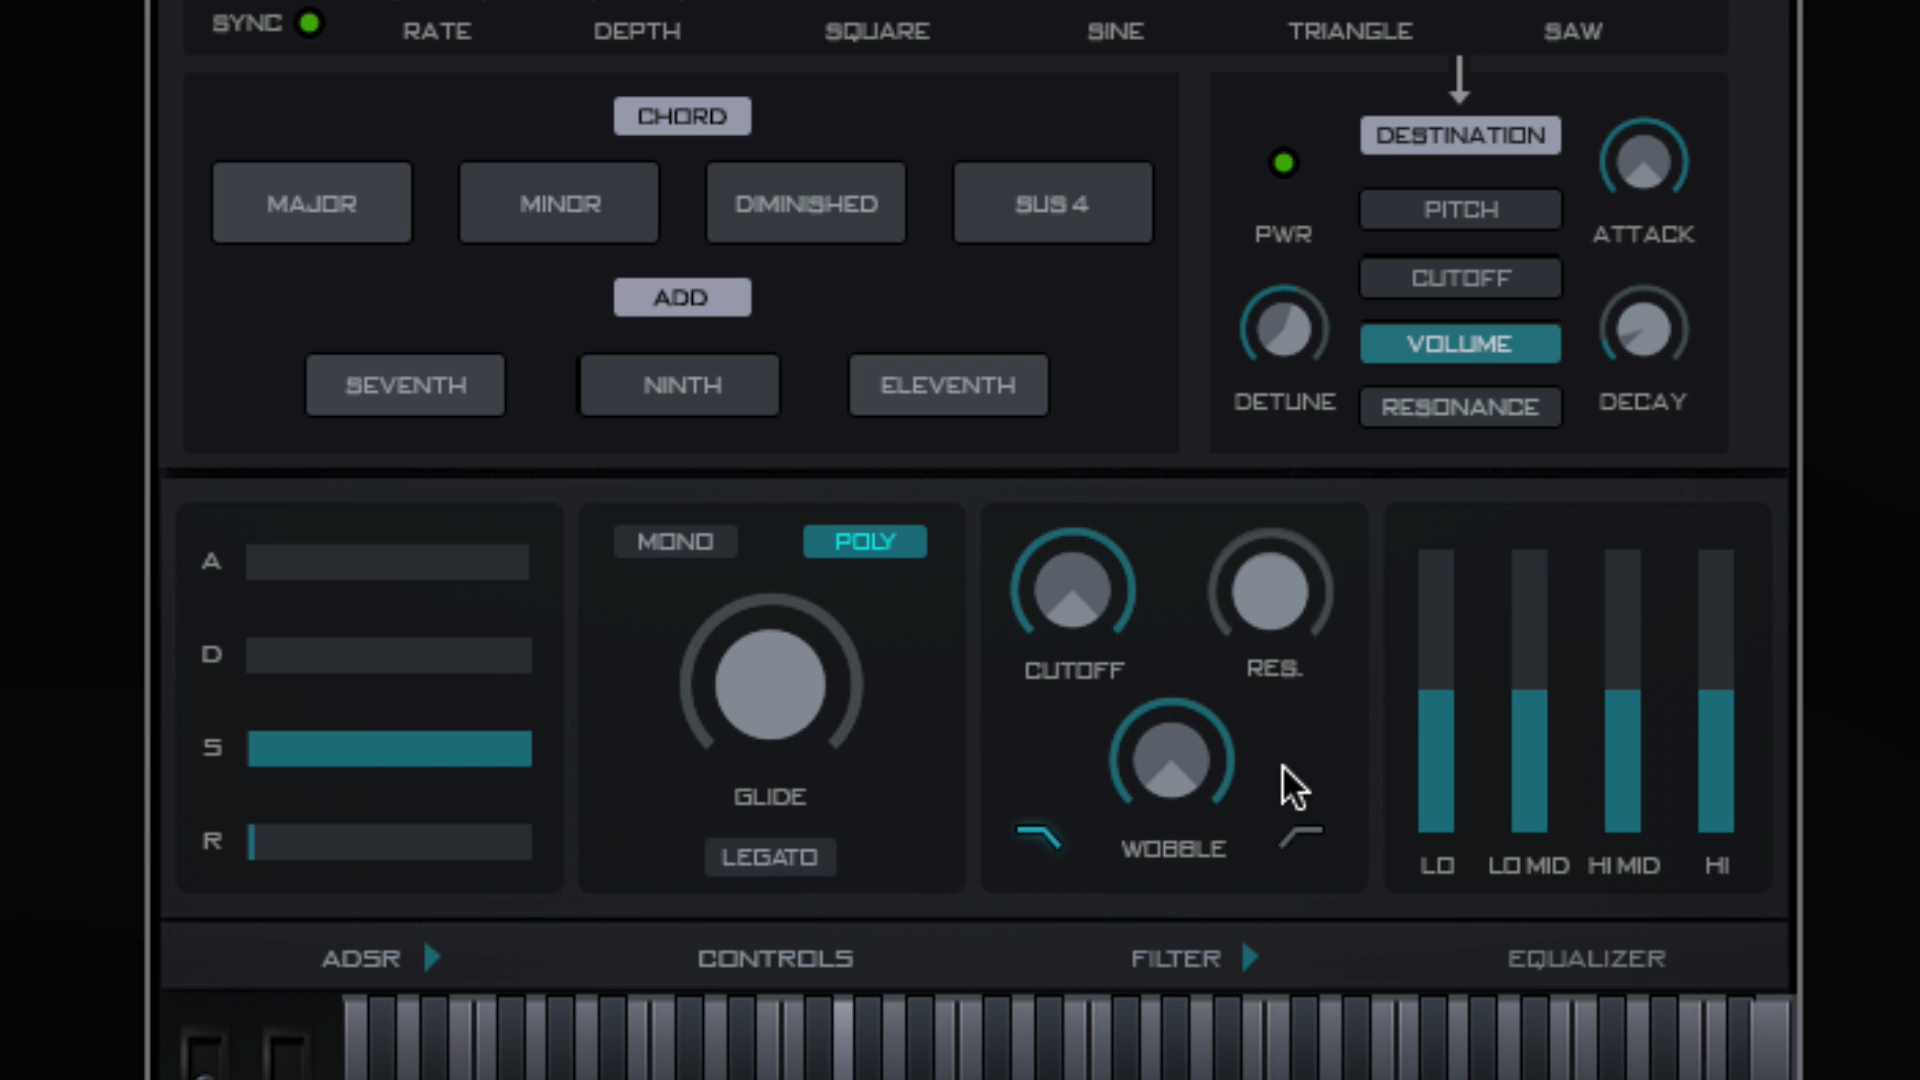 SYNC RATE DEPTH SQUARE SINE TRIANGLE SAW
CHORD
MAJOR MINOR DIMINISHED SUS 4
ADD
SEVENTH NINTH ELEVENTH
DESTINATION
PWR PITCH ATTACK
CUTOFF
VOLUME
DETUNE RESONANCE DECAY
A
D
S
R
MONO POLY
GLIDE
LEGATO
CUTOFF RES.
WOBBLE
LO LO MID HI MID HI
ADSR CONTROLS FILTER EQUALIZER